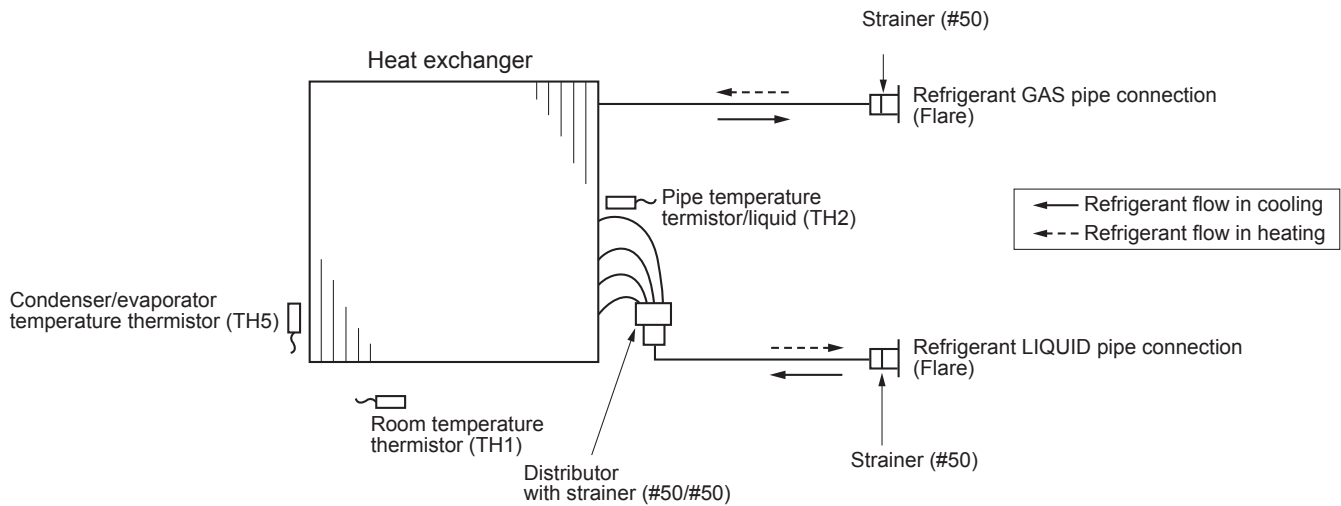 Strainer (#50)
Heat exchanger
Refrigerant GAS pipe connection
(Flare)
Pipe temperature
termistor/liquid (TH2)
Refrigerant flow in cooling
Refrigerant flow in heating
Condenser/evaporator
temperature thermistor (TH5)
Refrigerant LIQUID pipe connection
(Flare)
Room temperature
thermistor (TH1)
Strainer (#50)
Distributor
with strainer (#50/#50)